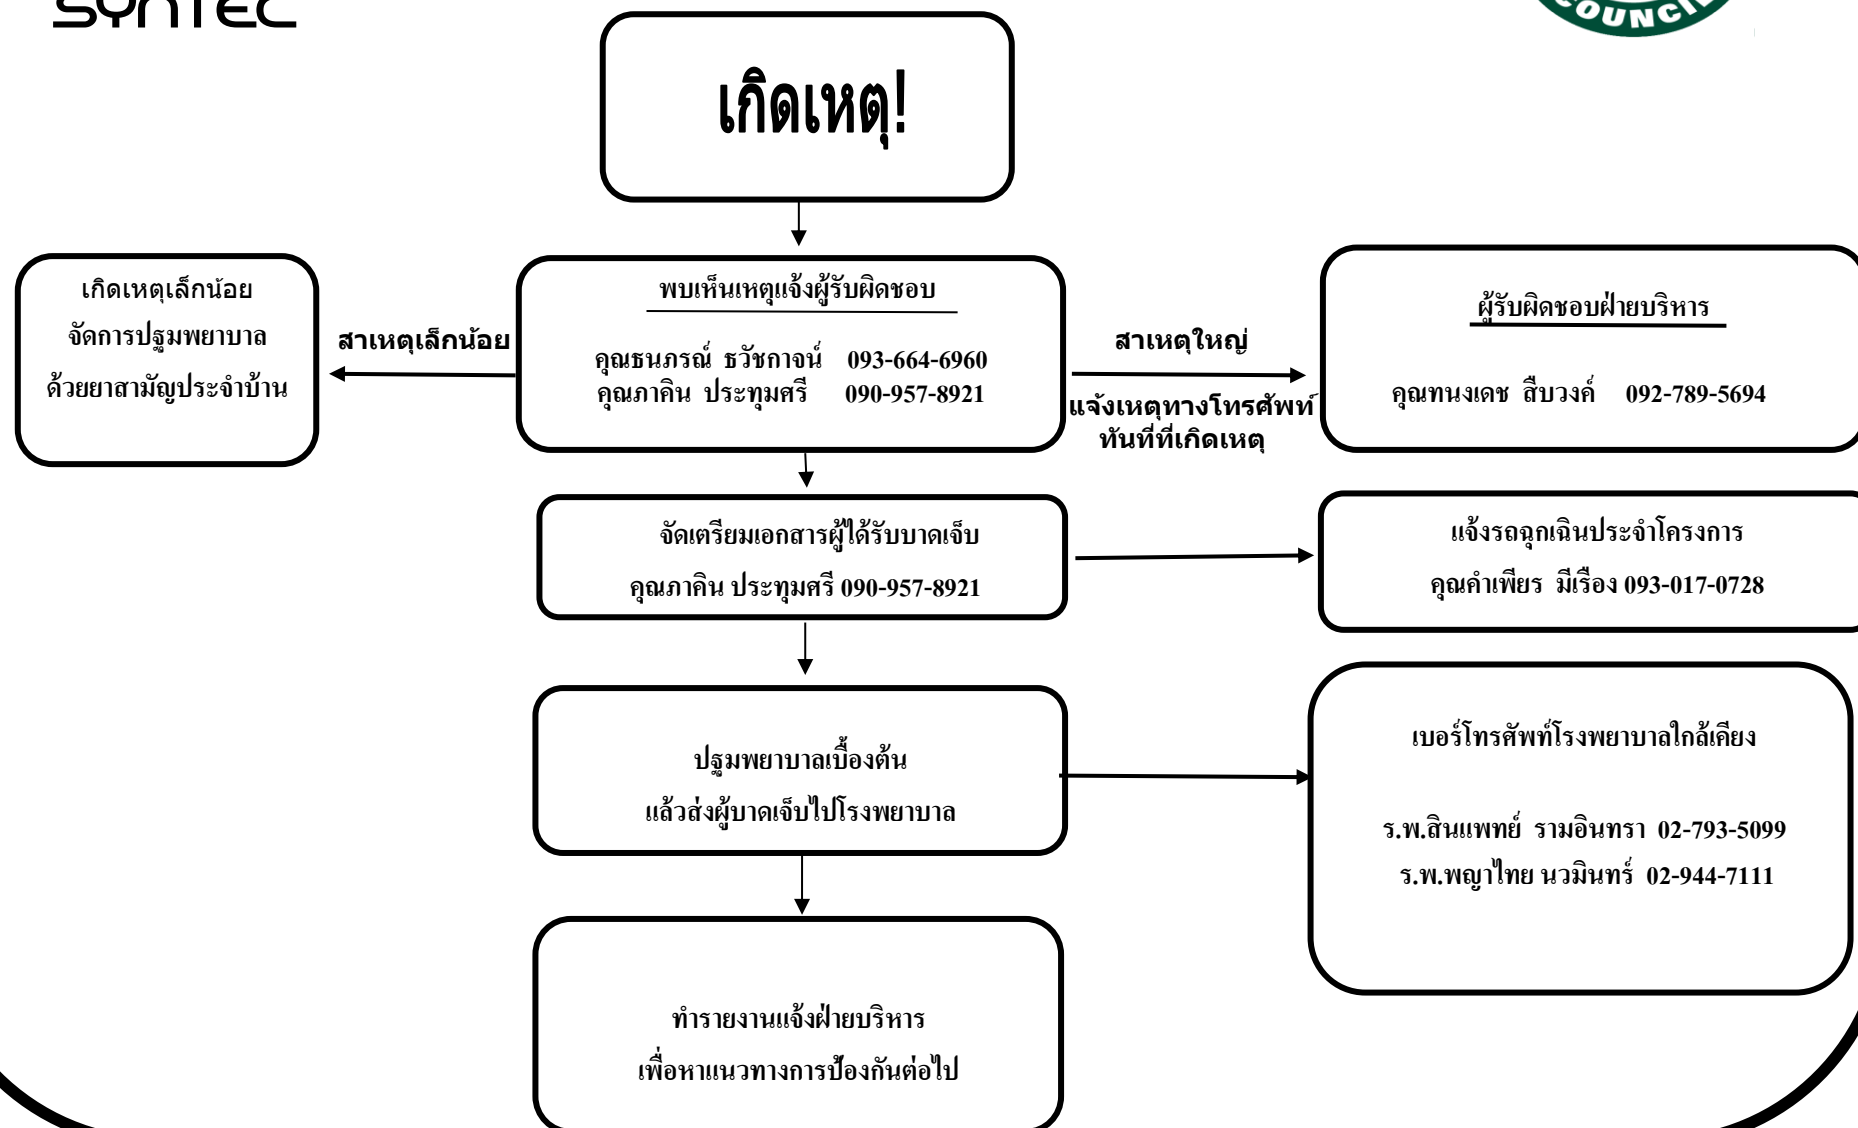 SYNTEC
COUNCIL
เกิดเหตุ!
เกิดเหตุเล็กน้อย
จัดการปฐมพยาบาล
ด้วยยาสามัญประจำบ้าน
สาเหตุเล็กน้อย
พบเห็นเหตุแจ้งผู้รับผิดชอบ
คุณธนภรณ์ ธวัชกาจน์ 093-664-6960
คุณภาคิน ประทุมศรี 090-957-8921
สาเหตุใหญ่
แจ้งเหตุทางโทรศัพท์
ทันที่ที่เกิดเหตุ
ผู้รับผิดชอบฝ่ายบริหาร
คุณทนงเดช สืบวงค์ 092-789-5694
จัดเตรียมเอกสารผู้ได้รับบาดเจ็บ
คุณภาคิน ประทุมศรี 090-957-8921
แจ้งรถฉุกเฉินประจำโครงการ
คุณคำเพียร มีเรือง 093-017-0728
ปฐมพยาบาลเบื้องต้น
แล้วส่งผู้บาดเจ็บไปโรงพยาบาล
เบอร์โทรศัพท์โรงพยาบาลใกล้เคียง
ร.พ.สินแพทย์ รามอินทรา 02-793-5099
ร.พ.พญาไทย นวมินทร์ 02-944-7111
ทำรายงานแจ้งฝ่ายบริหาร
เพื่อหาแนวทางการป้องกันต่อไป